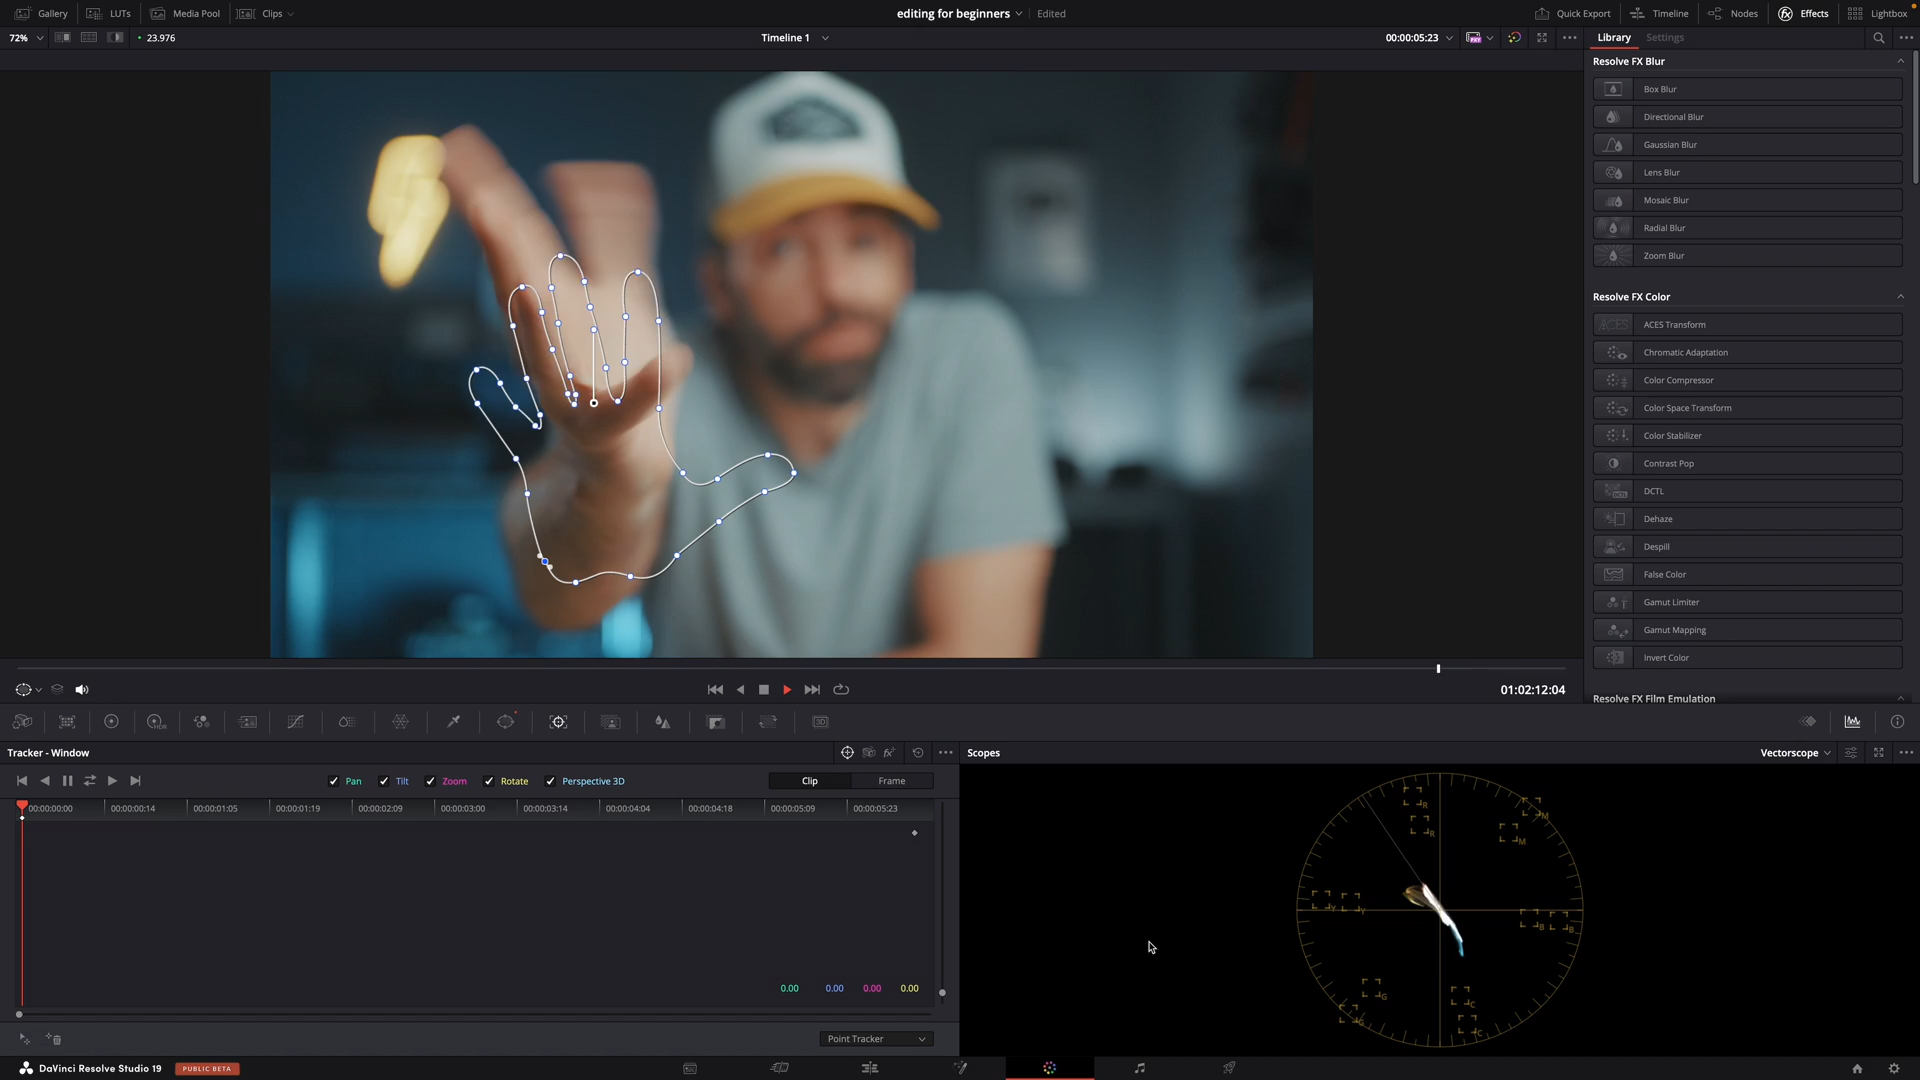 Gallery LUTs Media Pool Clips editing for beginners Edited Quick Export Timeline Nodes Effects Lightbox
72% 23.976 Timeline 1 00:00:05:23 Library Settings
Resolve FX Blur
Box Blur
Directional Blur
Gaussian Blur
Lens Blur
Mosaic Blur
Radial Blur
Zoom Blur
Resolve FX Color
ACES Transform
Chromatic Adaptation
Color Compressor
Color Space Transform
Color Stabilizer
Contrast Pop
DCTL
Dehaze
Despill
False Color
Gamut Limiter
Gamut Mapping
Invert Color
Resolve FX Film Emulation
01:02:12:04
HDR 3D
Tracker - Window Scopes Vectorscope
Pan Tilt Zoom Rotate Perspective 3D Clip Frame
00:00:00:00 00:00:00:14 00:00:01:05 00:00:01:19 00:00:02:09 00:00:03:00 00:00:03:14 00:00:04:04 00:00:04:18 00:00:05:09 00:00:05:23
R M
R M
Y Y B B
G C
G C
0.00 0.00 0.00 0.00
Point Tracker
DaVinci Resolve Studio 19 PUBLIC BETA